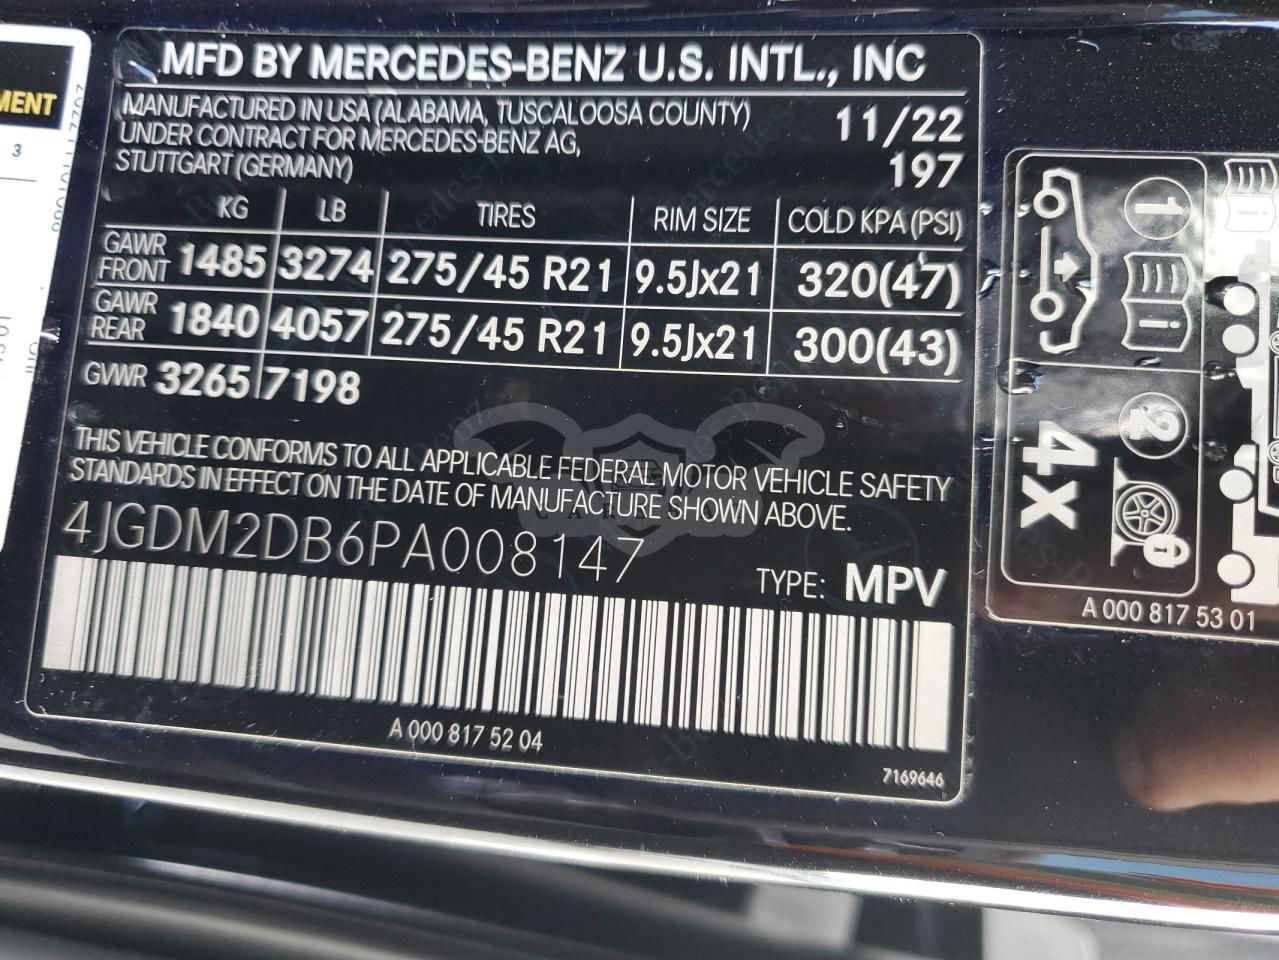 MFD BY MERCEDES-BENZ U.S. INTL., INC
MANUFACTURED IN USA (ALABAMA, TUSCALOOSA COUNTY)
11/22
UNDER CONTRACT FOR MERCEDES-BENZ AG,
STUTTGART (GERMANY)
197
KG LB TIRES RIM SIZE COLD KPA (PSI)
GAWR FRONT 1485 3274 275/45 R21 9.5Jx21 320(47)
GAWR REAR 1840 4057 275/45 R21 9.5Jx21 300(43)
GVWR 3265 7198
THIS VEHICLE CONFORMS TO ALL APPLICABLE FEDERAL MOTOR VEHICLE SAFETY
STANDARDS IN EFFECT ON THE DATE OF MANUFACTURE SHOWN ABOVE.
4JGDM2DB6PA008147
TYPE: MPV
A 000 817 52 04
7169646
MENT
3
1
2
4x
A 000 817 53 01